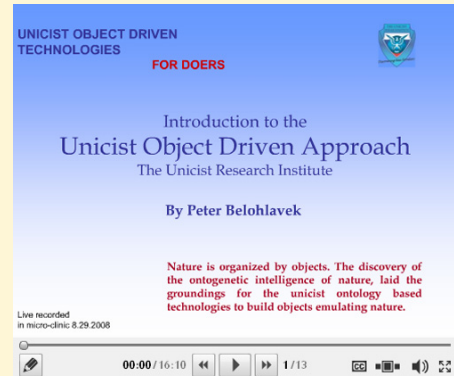 UNICIST OBJECT DRIVEN
TECHNOLOGIES
FOR DOERS
Introduction to the
Unicist Object Driven Approach
The Unicist Research Institute
By Peter Belohlavek
Nature is organized by objects. The discovery of
the ontogenetic intelligence of nature, laid the
groundings for the unicist ontology based
technologies to build objects emulating nature.
Live recorded
in micro-clinic 8.29.2008
00:00 / 16:10 1 / 13 CC